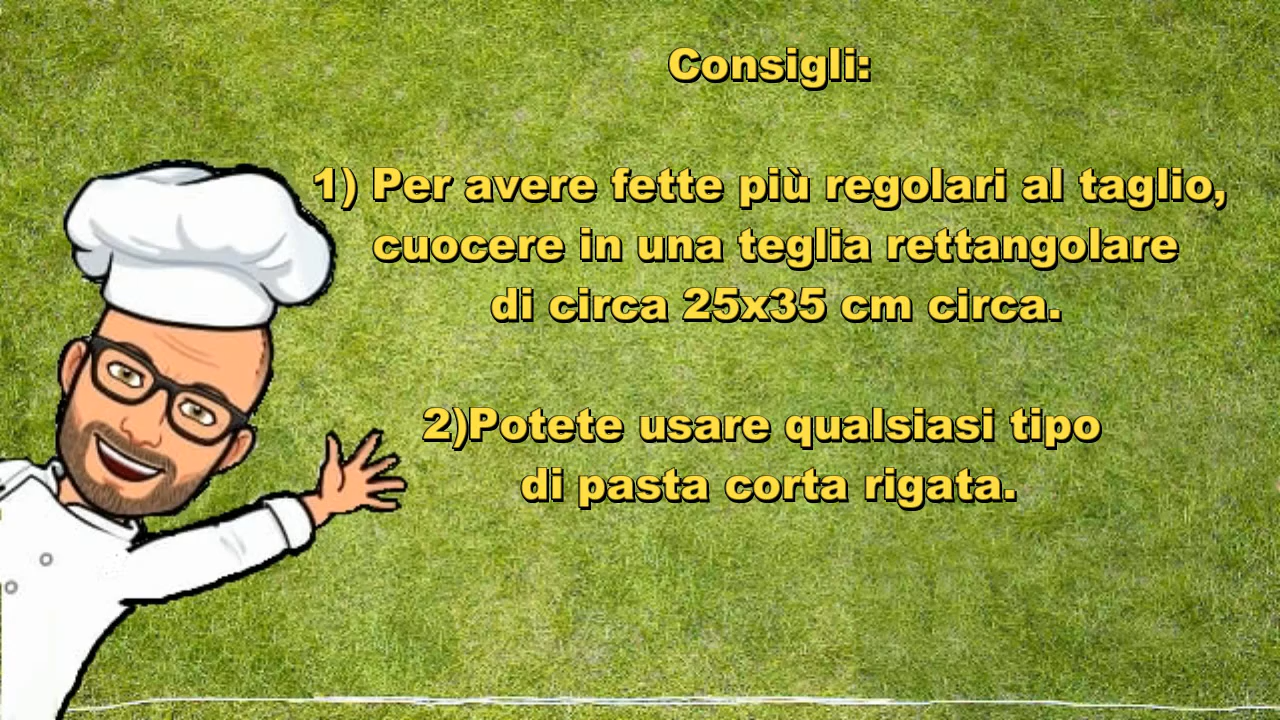 Consigli:
1) Per avere fette più regolari al taglio,
cuocere in una teglia rettangolare
di circa 25x35 cm circa.
2)Potete usare qualsiasi tipo
di pasta corta rigata.